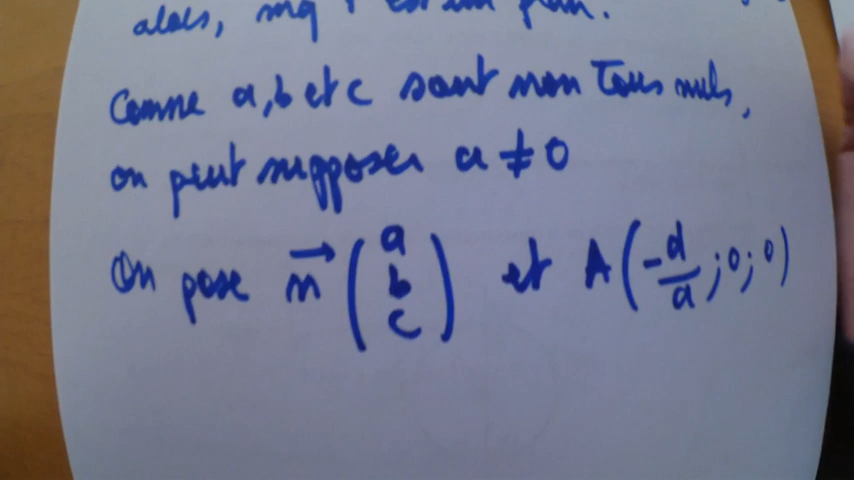 alors, mq P est un plan.
Comme a, b et c sont non Tous nuls,
on peut supposer a ≠ 0
On pose n⃗ (a b c) et A(-d/a ; 0 ; 0)